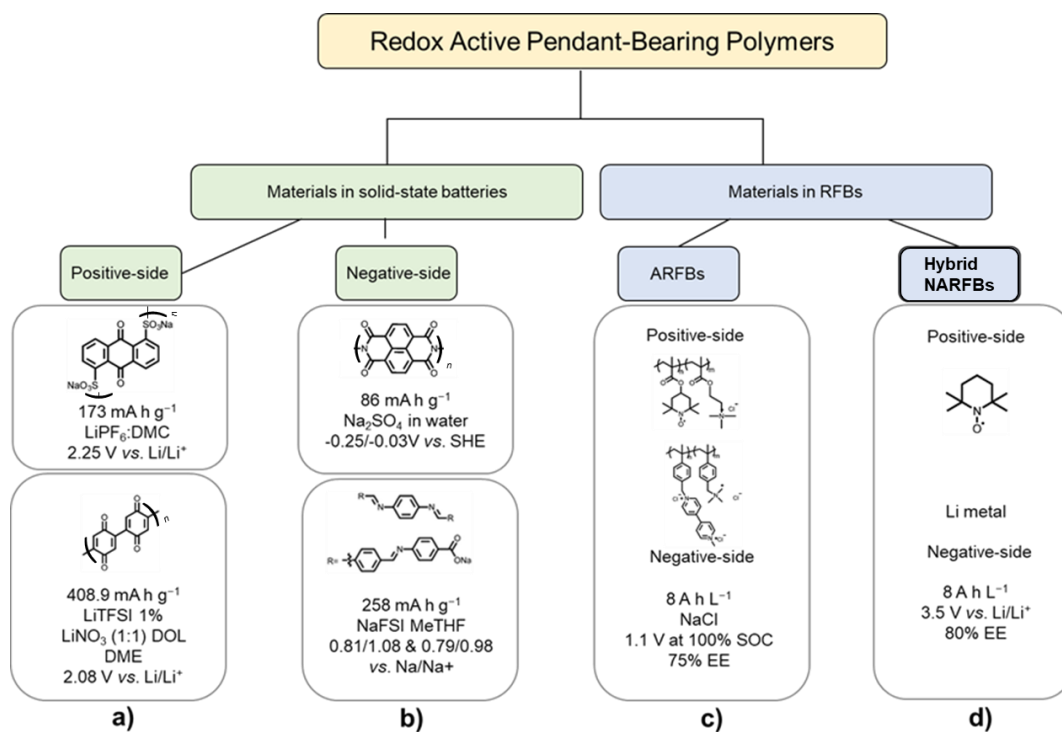 Redox Active Pendant-Bearing Polymers
Materials in solid-state batteries
Materials in RFBs
Positive-side
Negative-side
ARFBs
Hybrid
NARFBs
SO₃Na
n
O
O
NaO₃S
173 mA h g⁻¹
LiPF₆:DMC
2.25 V vs. Li/Li⁺
O
O
n
O
O
408.9 mA h g⁻¹
LiTFSI 1%
LiNO₃ (1:1) DOL
DME
2.08 V vs. Li/Li⁺
O
O
N
N
n
O
O
86 mA h g⁻¹
Na₂SO₄ in water
-0.25/-0.03V vs. SHE
R
N
N
R
R=
N
O
ONa
258 mA h g⁻¹
NaFSI MeTHF
0.81/1.08 & 0.79/0.98
vs. Na/Na+
Positive-side
n
m
O
O
O
O
N
O•
N
Cl⁻
n
m
Cl⁻
N
N
Cl⁻
N
Cl⁻
Negative-side
8 A h L⁻¹
NaCl
1.1 V at 100% SOC
75% EE
Positive-side
N
O•
Li metal
Negative-side
8 A h L⁻¹
3.5 V vs. Li/Li⁺
80% EE
a)
b)
c)
d)